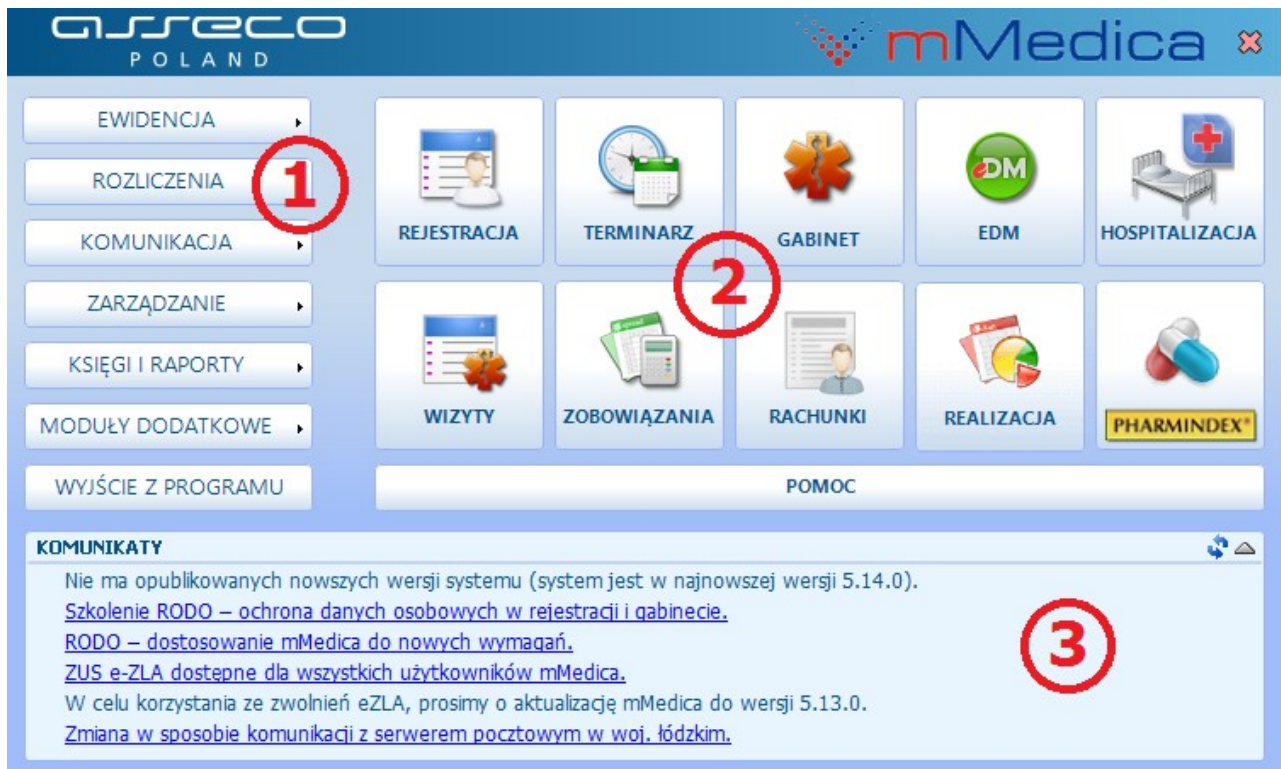 asseco
POLAND
mMedica
EWIDENCJA
ROZLICZENIA
KOMUNIKACJA
ZARZĄDZANIE
KSIĘGI I RAPORTY
MODUŁY DODATKOWE
WYJŚCIE Z PROGRAMU
1
REJESTRACJA
TERMINARZ
GABINET
eDM
EDM
HOSPITALIZACJA
2
WIZYTY
ZOBOWIĄZANIA
RACHUNKI
REALIZACJA
PHARMINDEX®
POMOC
KOMUNIKATY
Nie ma opublikowanych nowszych wersji systemu (system jest w najnowszej wersji 5.14.0).
Szkolenie RODO – ochrona danych osobowych w rejestracji i gabinecie.
RODO – dostosowanie mMedica do nowych wymagań.
ZUS e-ZLA dostępne dla wszystkich użytkowników mMedica.
W celu korzystania ze zwolnień eZLA, prosimy o aktualizację mMedica do wersji 5.13.0.
Zmiana w sposobie komunikacji z serwerem pocztowym w woj. łódzkim.
3